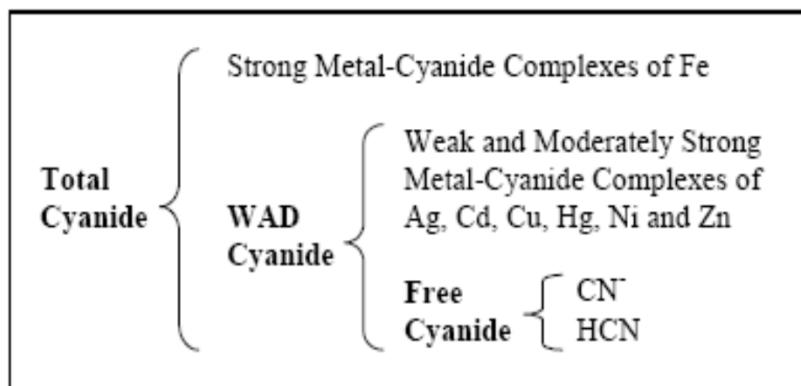 Strong Metal-Cyanide Complexes of Fe
Total
Cyanide
WAD
Cyanide
Weak and Moderately Strong
Metal-Cyanide Complexes of
Ag, Cd, Cu, Hg, Ni and Zn
Free
Cyanide
CN⁻
HCN